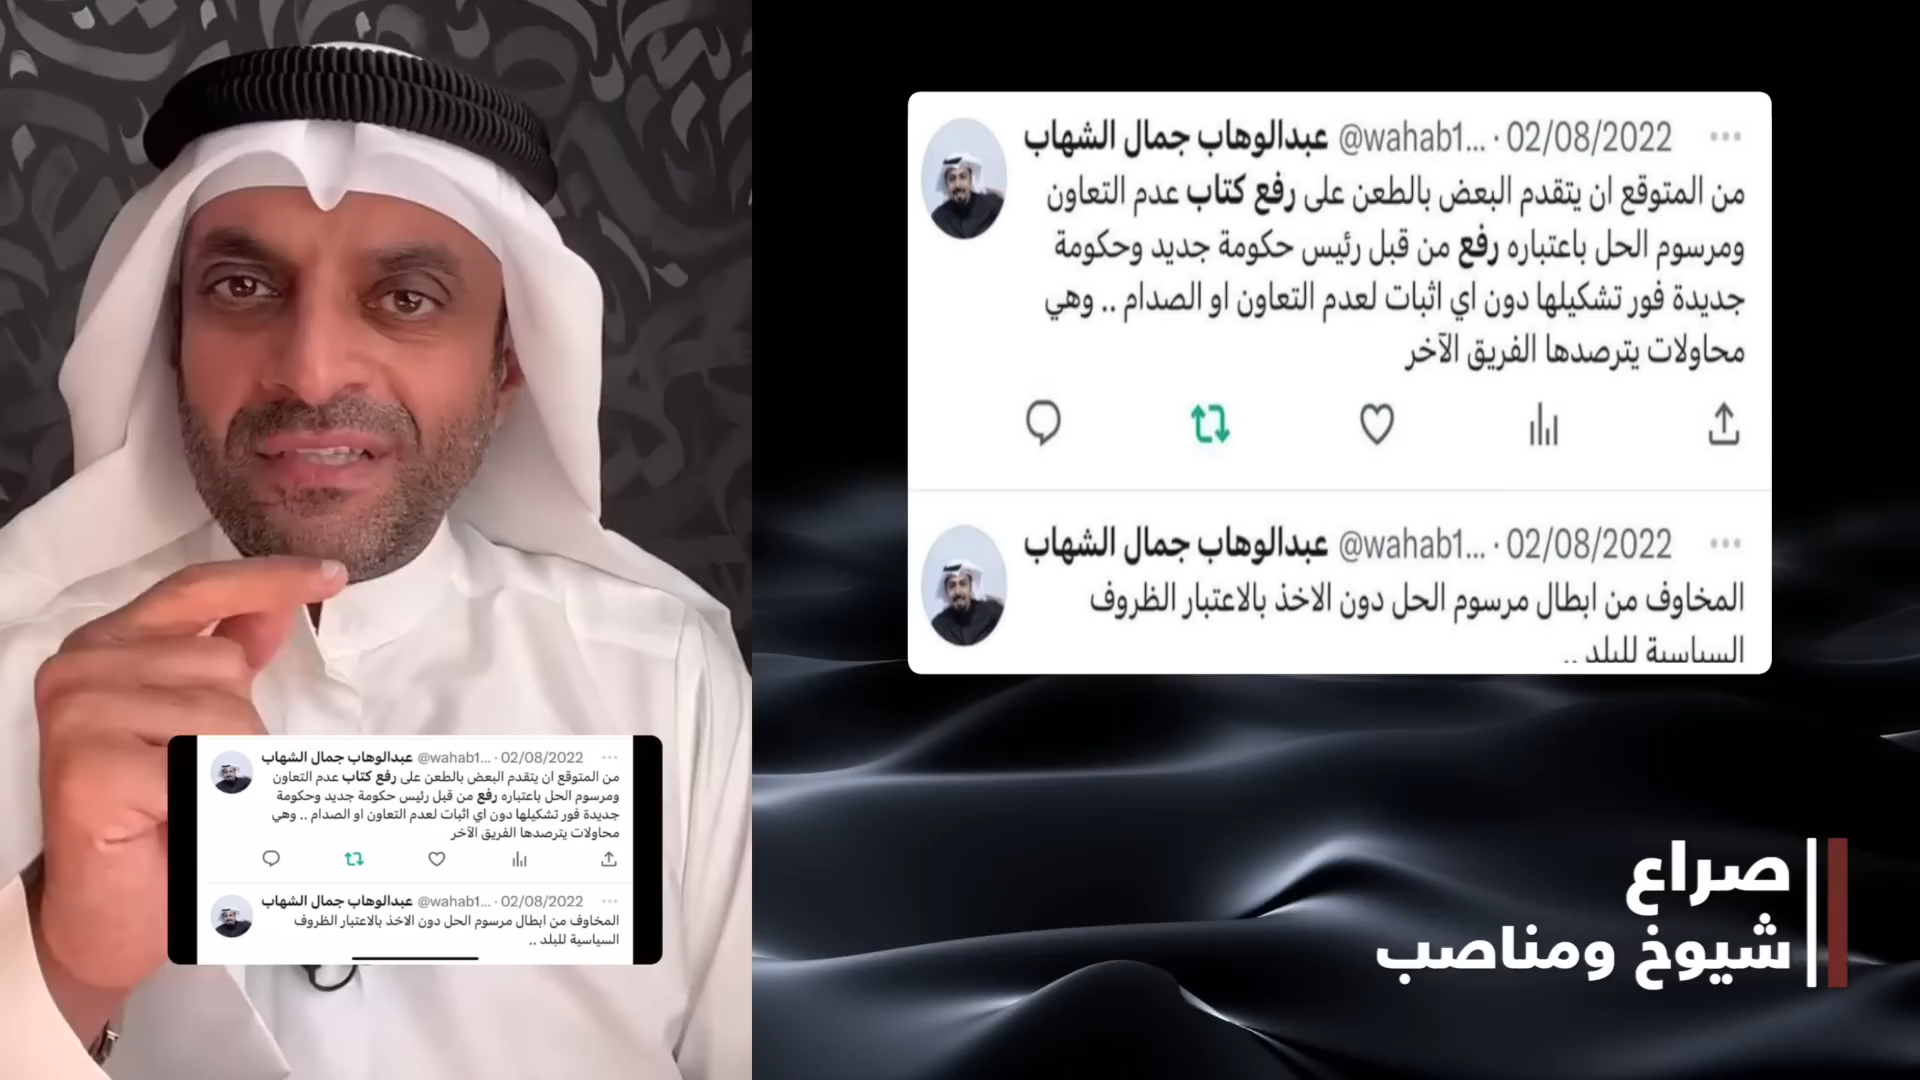 عبدالوهاب جمال الشهاب @wahab1... · 02/08/2022
من المتوقع ان يتقدم البعض بالطعن على رفع كتاب عدم التعاون
ومرسوم الحل باعتباره رفع من قبل رئيس حكومة جديد وحكومة
جديدة فور تشكيلها دون اي اثبات لعدم التعاون او الصدام .. وهي
محاولات يترصدها الفريق الآخر
عبدالوهاب جمال الشهاب @wahab1... · 02/08/2022
المخاوف من ابطال مرسوم الحل دون الاخذ بالاعتبار الظروف
السياسية للبلد ..
عبدالوهاب جمال الشهاب @wahab1... · 02/08/2022
من المتوقع ان يتقدم البعض بالطعن على رفع كتاب عدم التعاون
ومرسوم الحل باعتباره رفع من قبل رئيس حكومة جديد وحكومة
جديدة فور تشكيلها دون اي اثبات لعدم التعاون او الصدام .. وهي
محاولات يترصدها الفريق الآخر
عبدالوهاب جمال الشهاب @wahab1... · 02/08/2022
المخاوف من ابطال مرسوم الحل دون الاخذ بالاعتبار الظروف
السياسية للبلد ..
صراع
شيوخ ومناصب